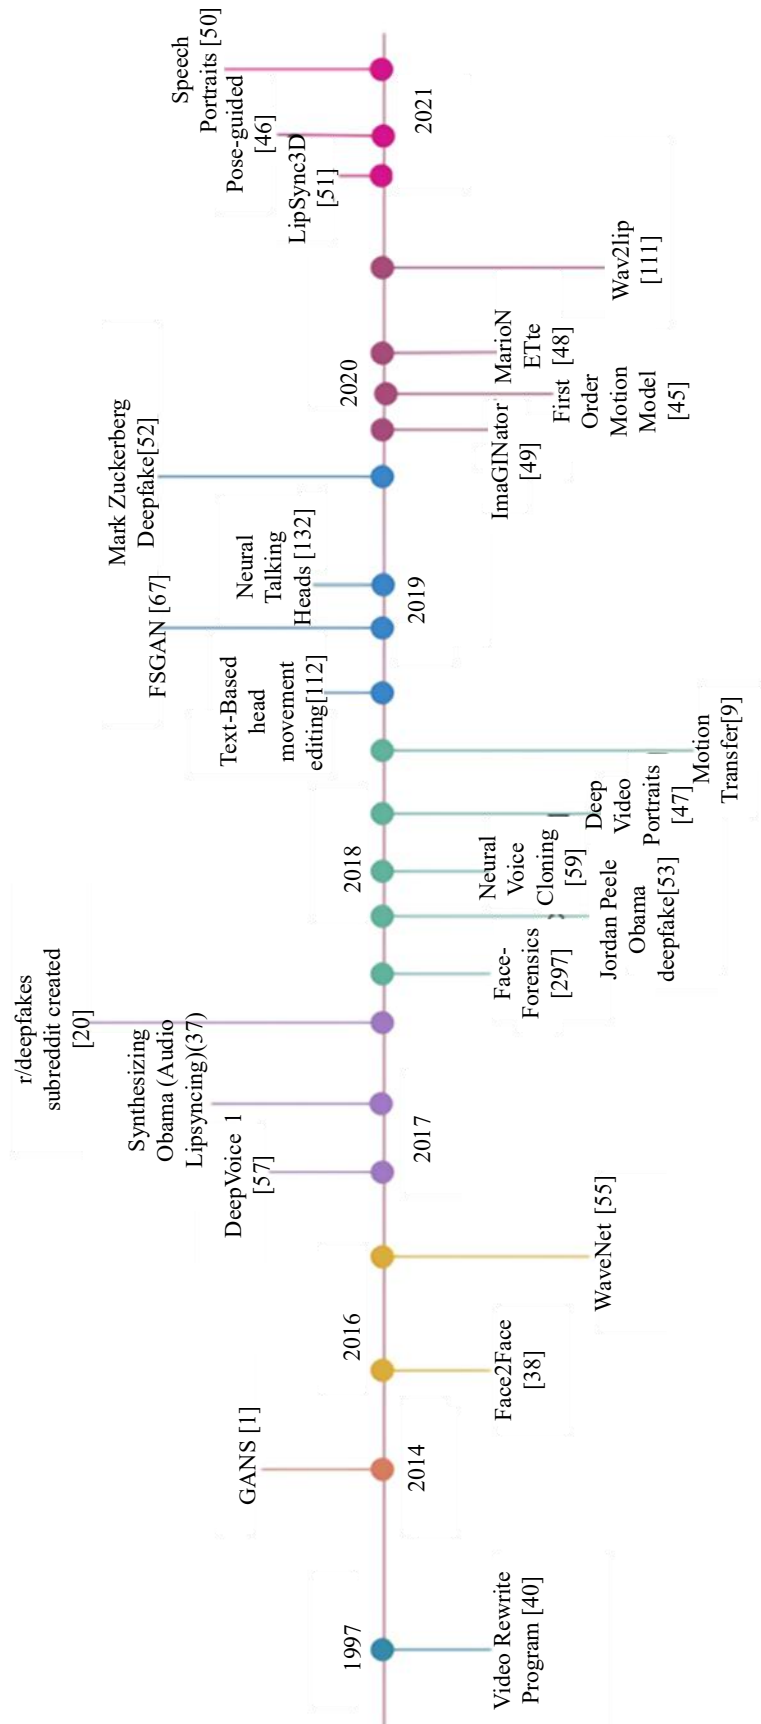 1997
Video Rewrite
Program [40]
GANS [1]
2014
2016
Face2Face
[38]
WaveNet [55]
DeepVoice 1
[57]
2017
Synthesizing
Obama (Audio
Lipsyncing)(37)
r/deepfakes
subreddit created
[20]
Face-
Forensics
[297]
Jordan Peele
Obama
deepfake[53]
2018
Neural
Voice
Cloning
[59]
Deep
Video
Portraits
[47]
Motion
Transfer[9]
Text-Based
head
movement
editing[112]
FSGAN [67]
2019
Neural
Talking
Heads [132]
Mark Zuckerberg
Deepfake[52]
ImaGINator
[49]
2020
First
Order
Motion
Model
[45]
MarioN
ETte
[48]
Wav2lip
[111]
LipSync3D
[51]
Pose-guided
[46]
2021
Speech
Portraits [50]